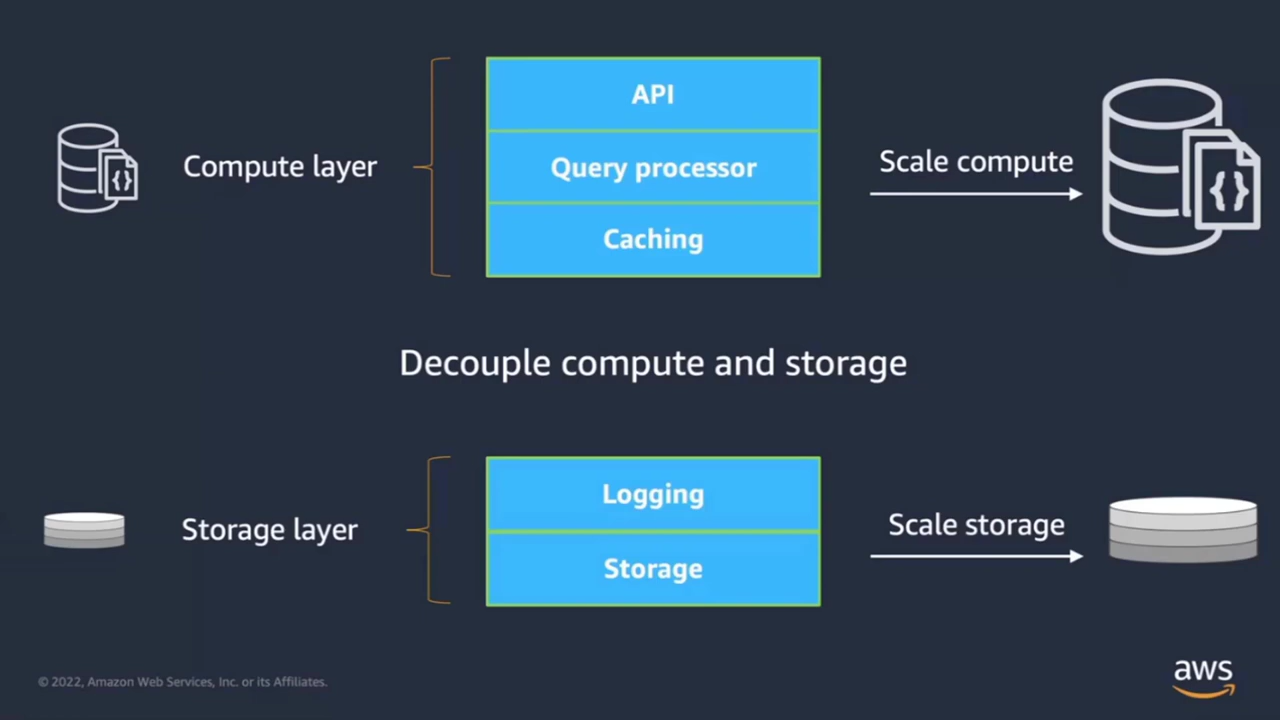 API
Compute layer
Query processor
Scale compute
{}
Caching
Decouple compute and storage
Logging
Storage layer
Scale storage
Storage
© 2022, Amazon Web Services, Inc. or its Affiliates.
aws